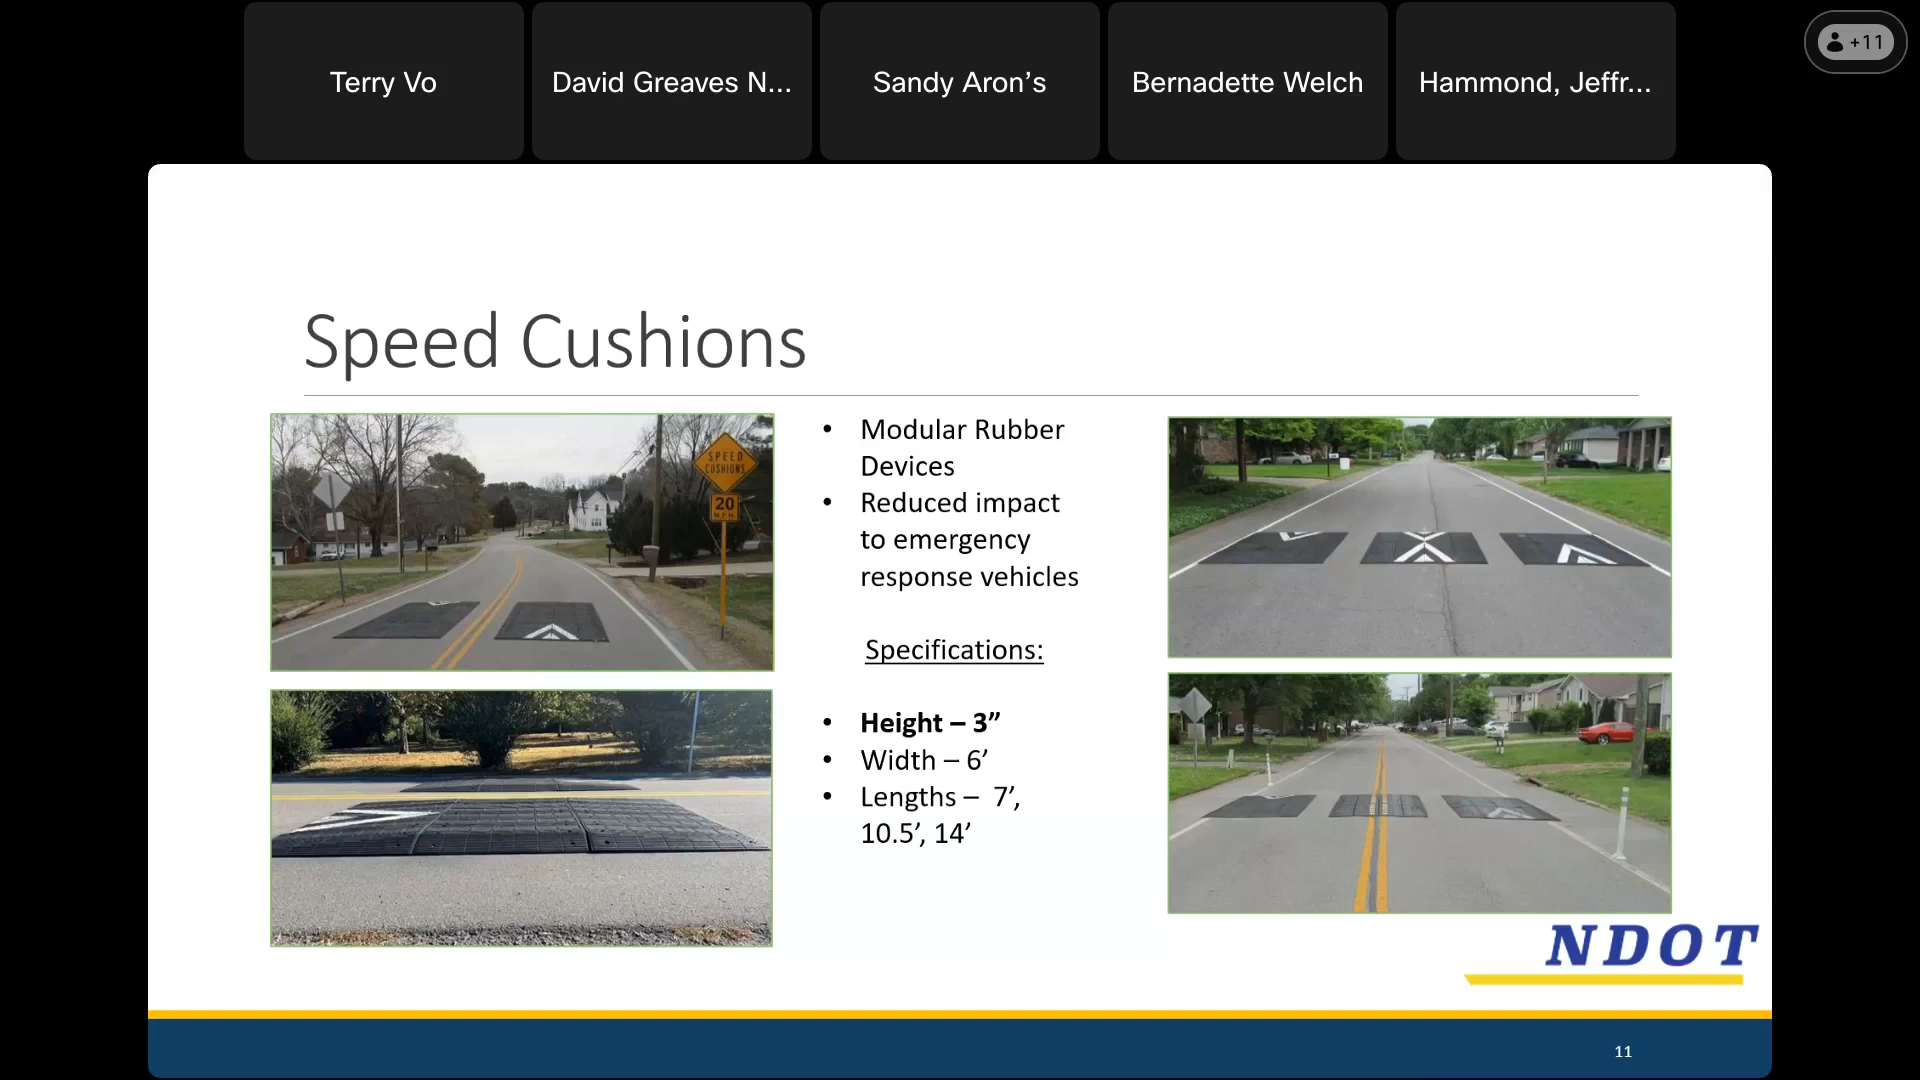 Terry Vo
David Greaves N...
Sandy Aron’s
Bernadette Welch
Hammond, Jeffr...
+11
Speed Cushions
SPEED
CUSHIONS
20
MPH
• Modular Rubber
Devices
• Reduced impact
to emergency
response vehicles
Specifications:
• Height – 3”
• Width – 6’
• Lengths – 7’,
10.5’, 14’
NDOT
11